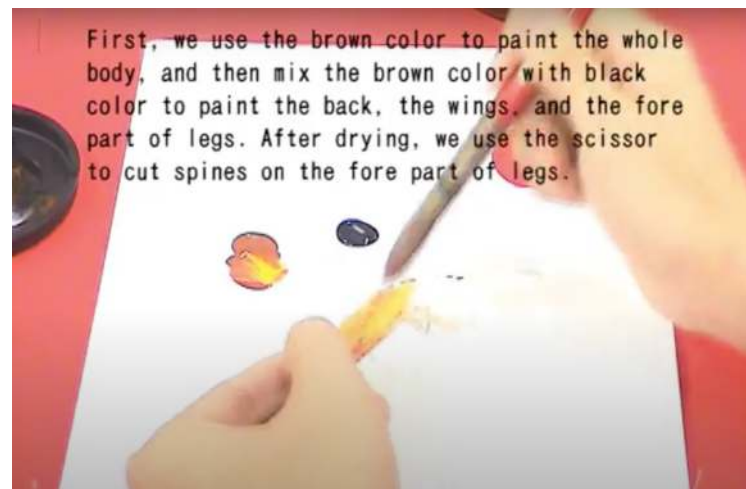 First, we use the brown color to paint the whole
body, and then mix the brown color with black
color to paint the back, the wings, and the fore
part of legs. After drying, we use the scissor
to cut spines on the fore part of legs.